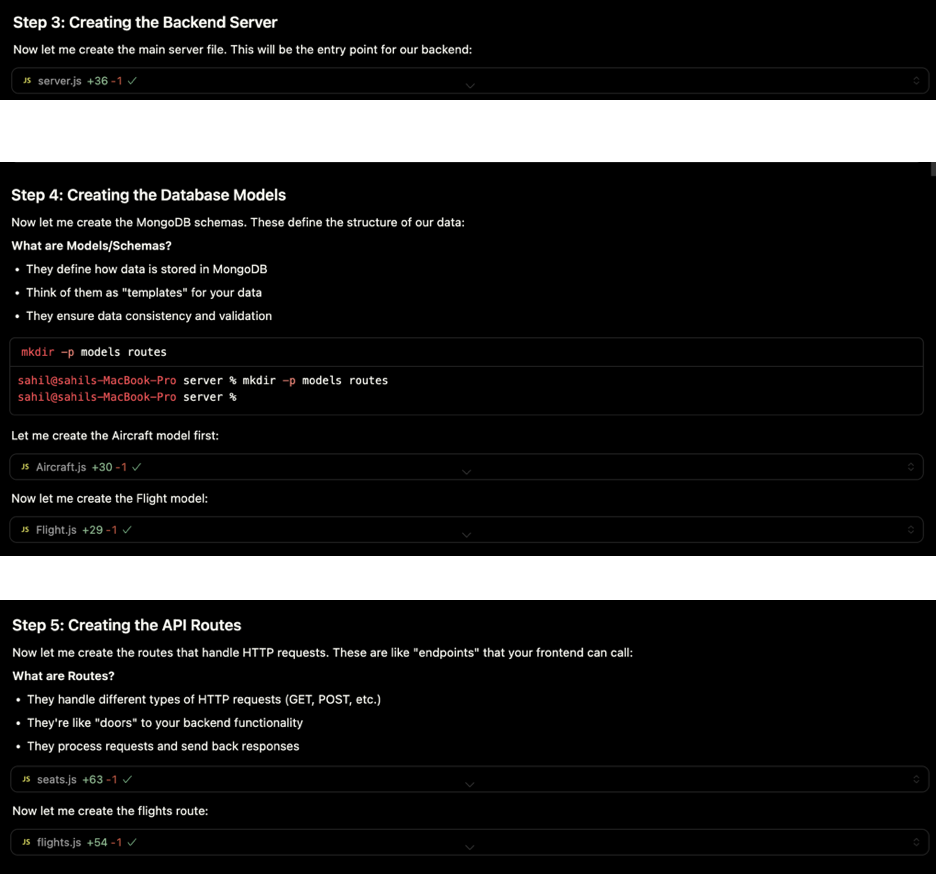 Step 3: Creating the Backend Server
Now let me create the main server file. This will be the entry point for our backend:
JS server.js +36 -1 ✓
Step 4: Creating the Database Models
Now let me create the MongoDB schemas. These define the structure of our data:
What are Models/Schemas?
• They define how data is stored in MongoDB
• Think of them as "templates" for your data
• They ensure data consistency and validation
mkdir -p models routes
sahil@sahils-MacBook-Pro server % mkdir -p models routes
sahil@sahils-MacBook-Pro server %
Let me create the Aircraft model first:
JS Aircraft.js +30 -1 ✓
Now let me create the Flight model:
JS Flight.js +29 -1 ✓
Step 5: Creating the API Routes
Now let me create the routes that handle HTTP requests. These are like "endpoints" that your frontend can call:
What are Routes?
• They handle different types of HTTP requests (GET, POST, etc.)
• They're like "doors" to your backend functionality
• They process requests and send back responses
JS seats.js +63 -1 ✓
Now let me create the flights route:
JS flights.js +54 -1 ✓